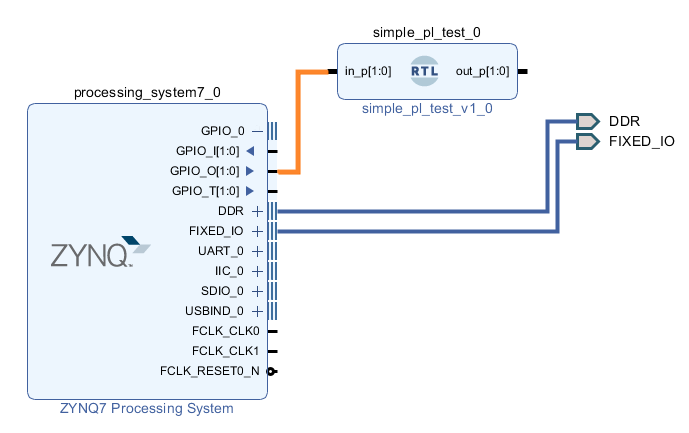 simple_pl_test_0
in_p[1:0]
RTL
out_p[1:0]
simple_pl_test_v1_0
processing_system7_0
GPIO_0
GPIO_I[1:0]
GPIO_O[1:0]
GPIO_T[1:0]
DDR
FIXED_IO
UART_0
IIC_0
SDIO_0
USBIND_0
FCLK_CLK0
FCLK_CLK1
FCLK_RESET0_N
ZYNQ™
ZYNQ7 Processing System
DDR
FIXED_IO